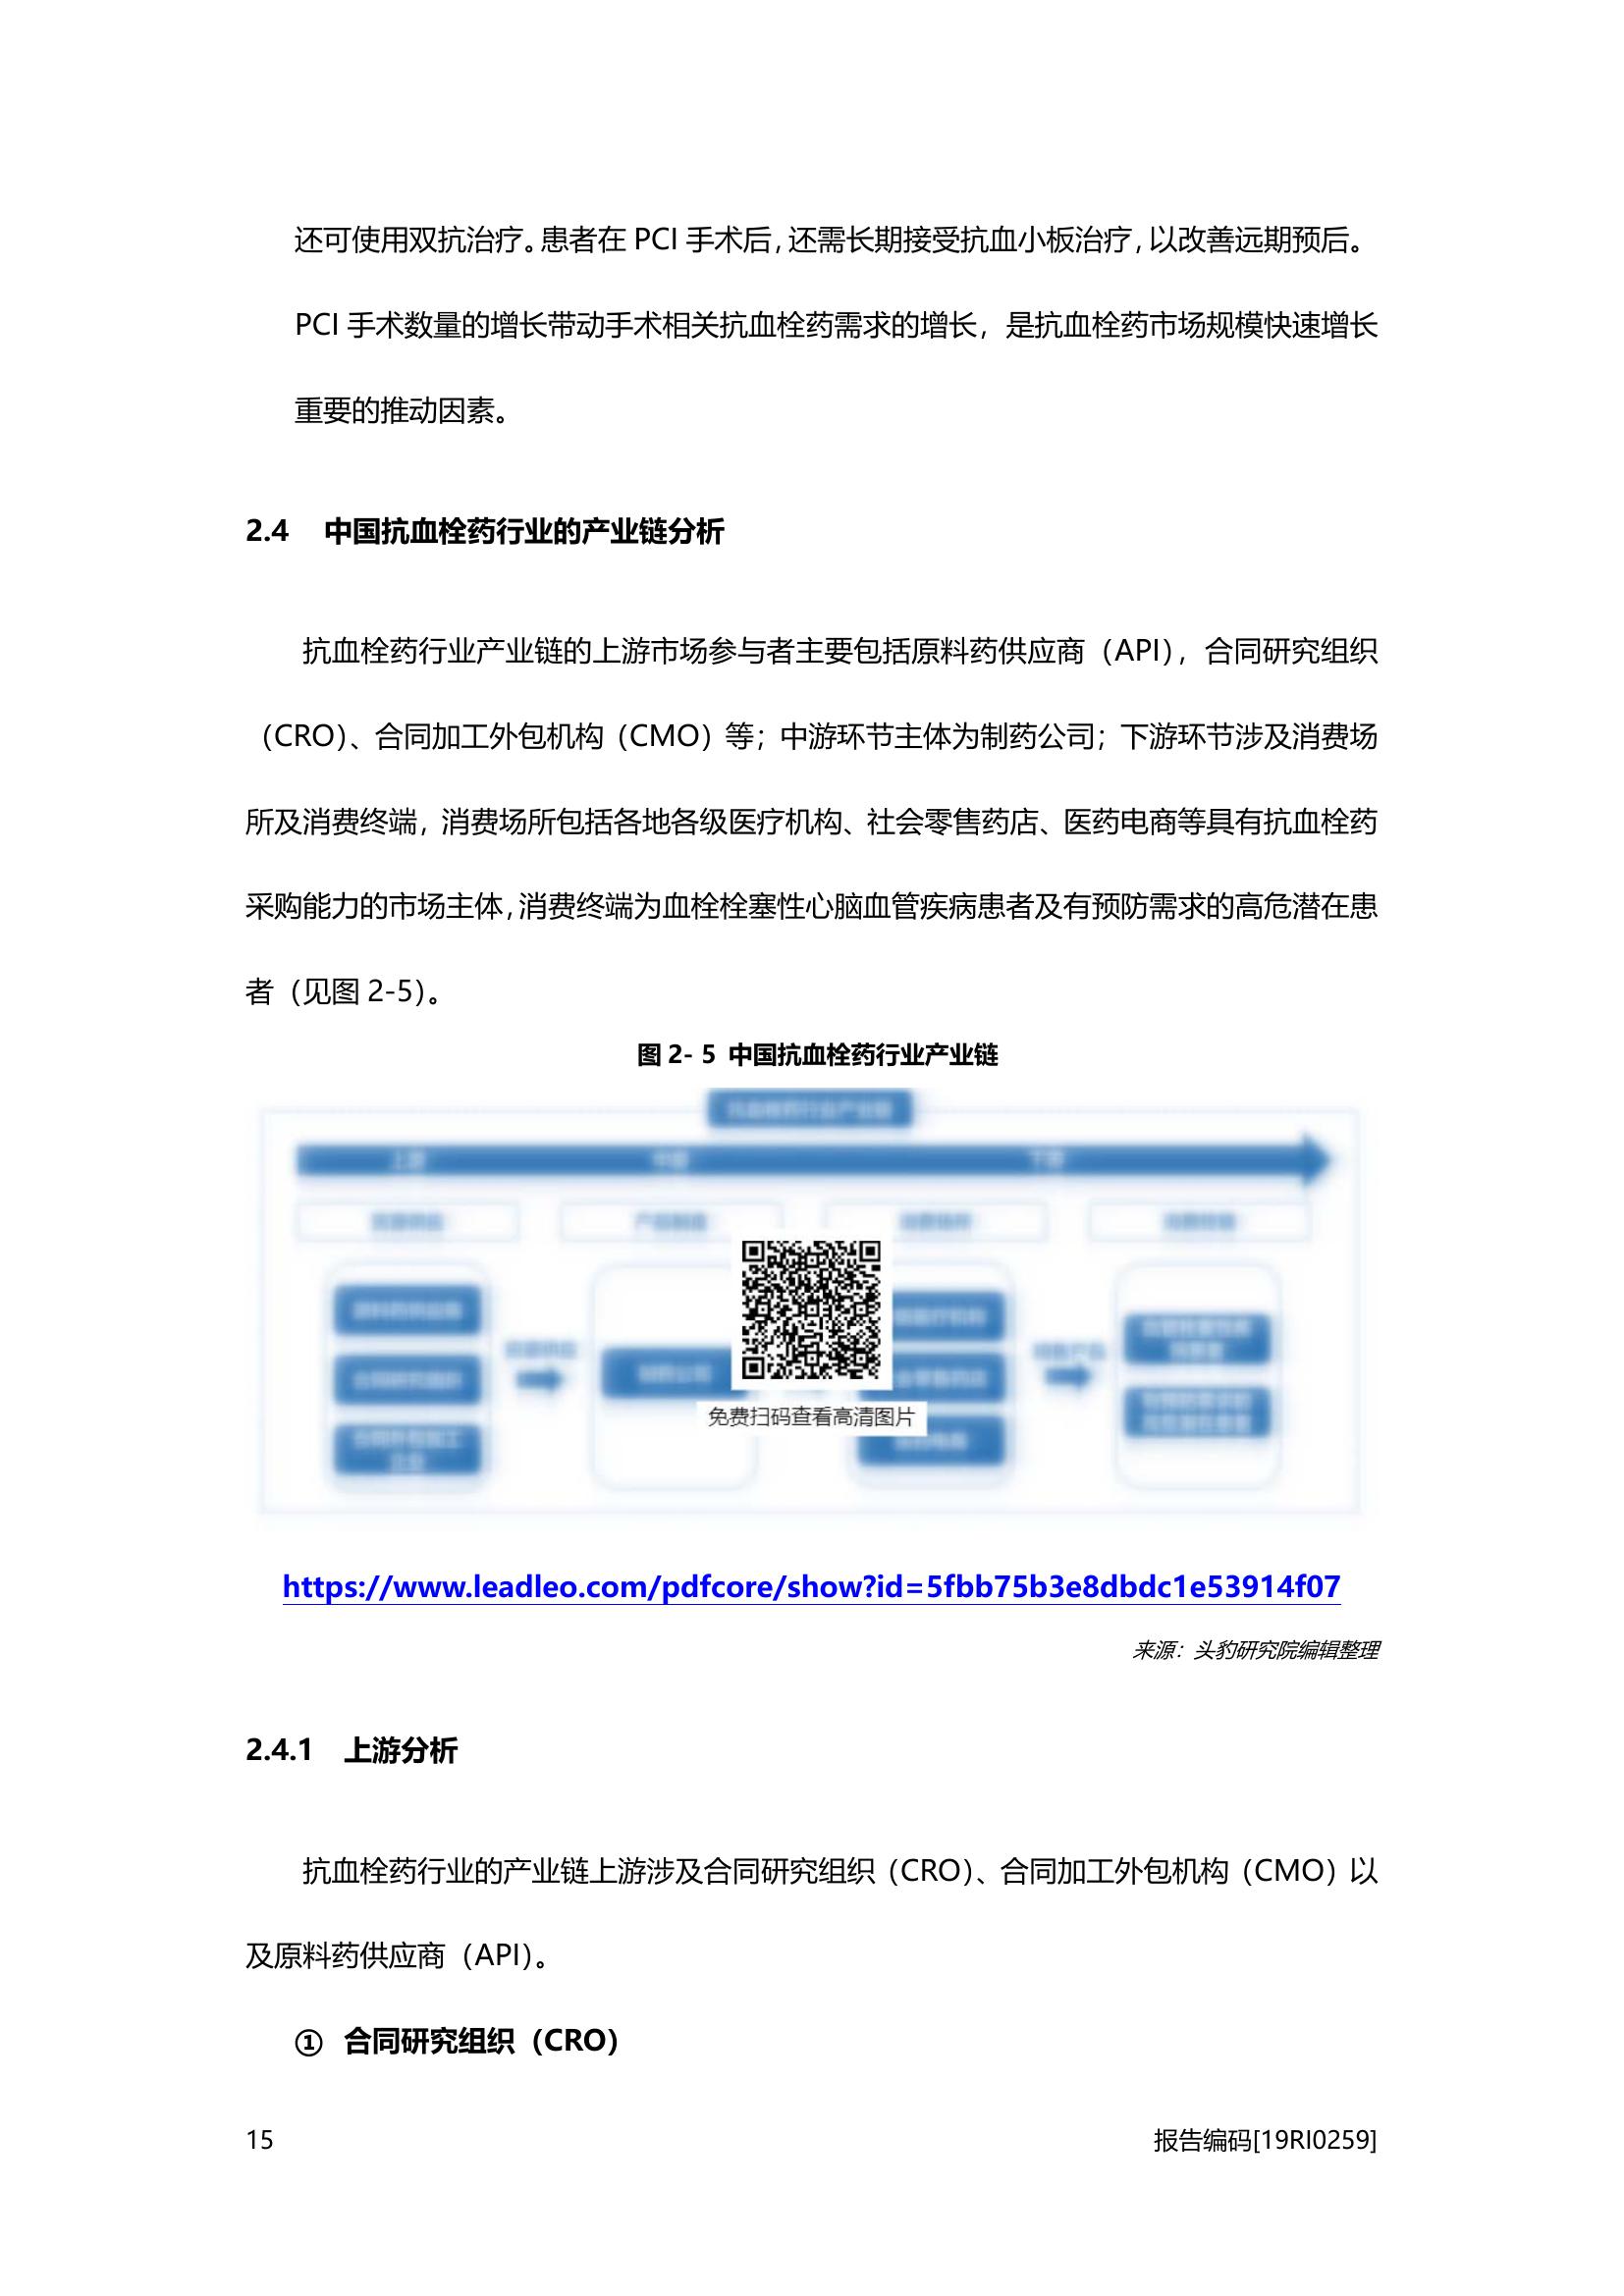 还可使用双抗治疗。患者在 PCI 手术后，还需长期接受抗血小板治疗，以改善远期预后。
PCI 手术数量的增长带动手术相关抗血栓药需求的增长，是抗血栓药市场规模快速增长
重要的推动因素。
2.4 中国抗血栓药行业的产业链分析
抗血栓药行业产业链的上游市场参与者主要包括原料药供应商（API），合同研究组织
（CRO）、合同加工外包机构（CMO）等；中游环节主体为制药公司；下游环节涉及消费场
所及消费终端，消费场所包括各地各级医疗机构、社会零售药店、医药电商等具有抗血栓药
采购能力的市场主体，消费终端为血栓栓塞性心脑血管疾病患者及有预防需求的高危潜在患
者（见图 2-5）。
图 2- 5 中国抗血栓药行业产业链
免费扫码查看高清图片
https://www.leadleo.com/pdfcore/show?id=5fbb75b3e8dbdc1e53914f07
来源：头豹研究院编辑整理
2.4.1 上游分析
抗血栓药行业的产业链上游涉及合同研究组织（CRO）、合同加工外包机构（CMO）以
及原料药供应商（API）。
① 合同研究组织（CRO）
15 报告编码[19RI0259]